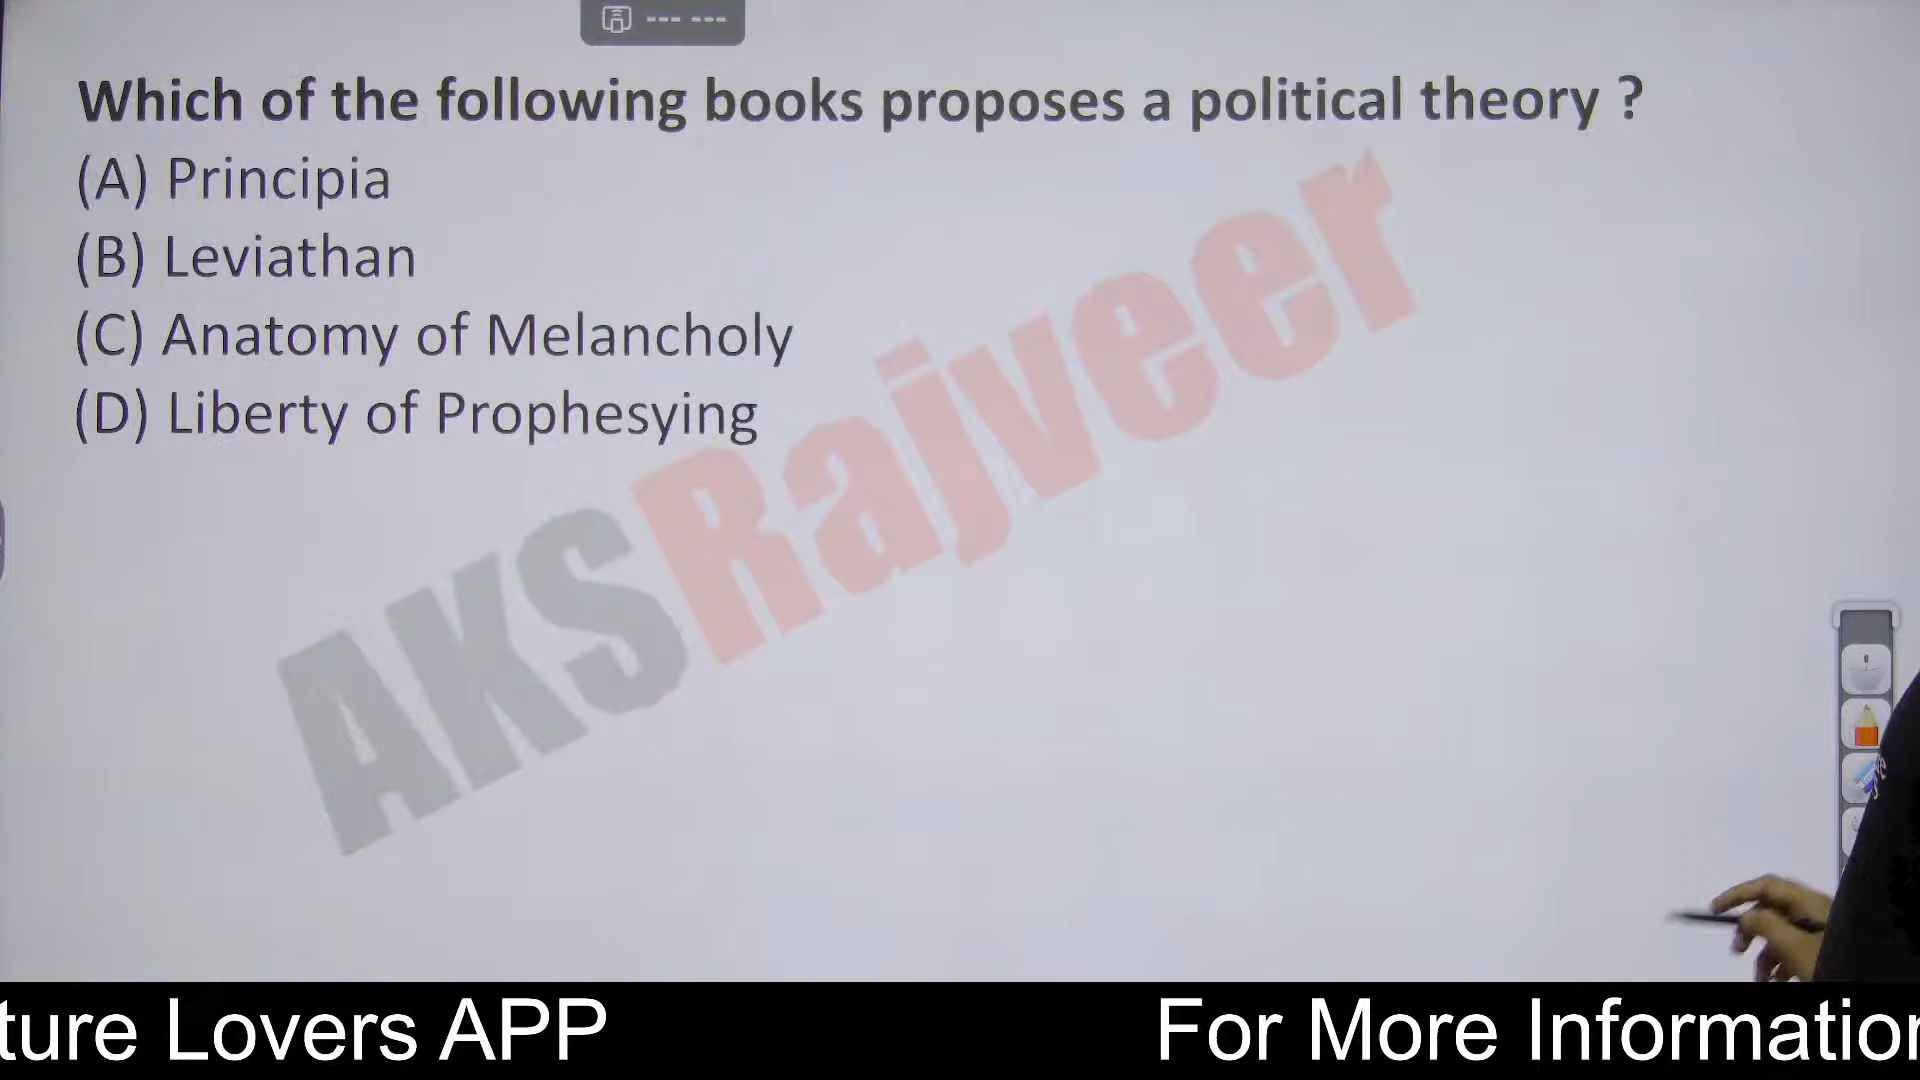 --- ---
Which of the following books proposes a political theory ?
(A) Principia
(B) Leviathan
(C) Anatomy of Melancholy
(D) Liberty of Prophesying
AKSRajveer
ture Lovers APP For More Information